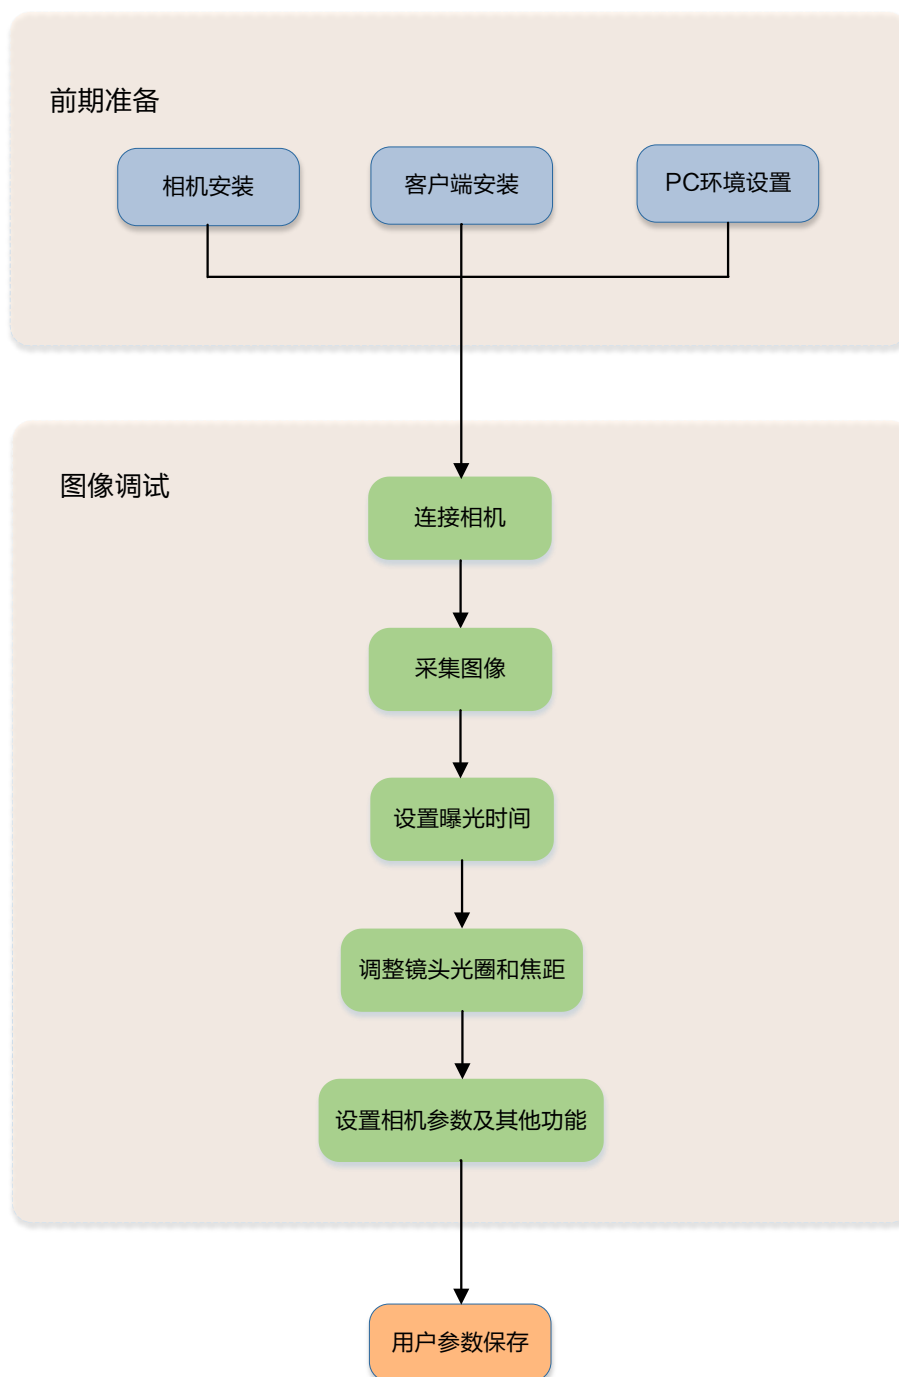 前期准备
相机安装
客户端安装
PC环境设置
图像调试
连接相机
采集图像
设置曝光时间
调整镜头光圈和焦距
设置相机参数及其他功能
用户参数保存